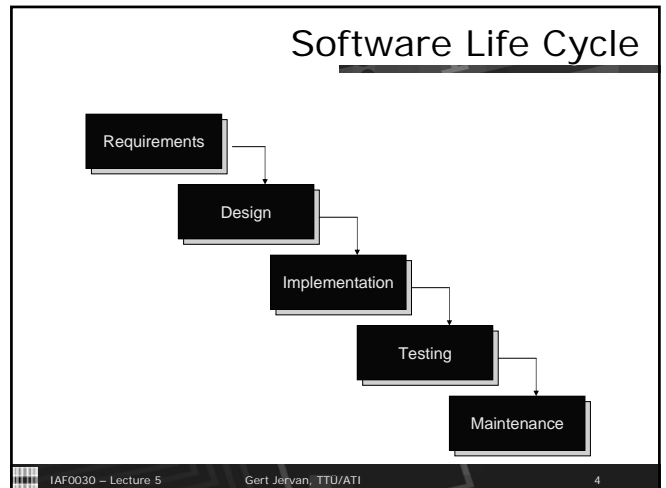 Software Life Cycle
Requirements
Design
Implementation
Testing
Maintenance
IAF0030 – Lecture 5 Gert Jervan, TTÜ/ATI 4